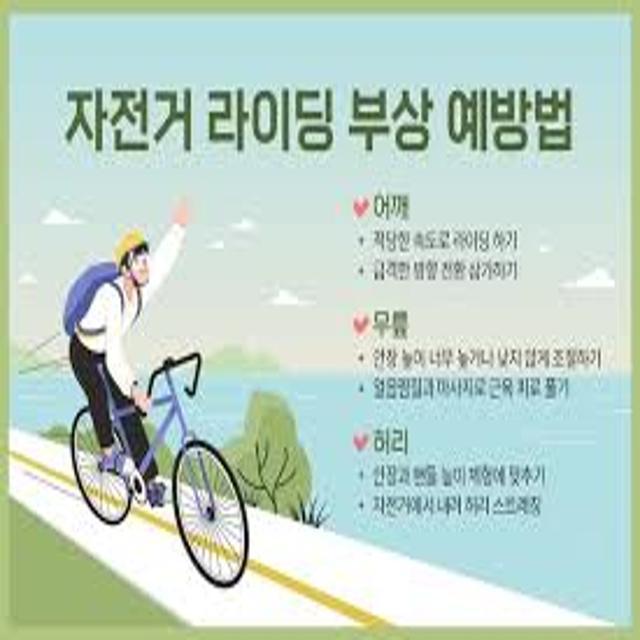 자전거 라이딩 부상 예방법
어깨
• 적당한 속도로 라이딩 하기
• 급격한 방향 전환 삼가하기
무릎
• 안장 높이 너무 높거나 낮지 않게 조절하기
• 얼음찜질과 마사지로 근육 피로 풀기
허리
• 안장과 핸들 높이 체형에 맞추기
• 자전거에서 내려 허리 스트레칭